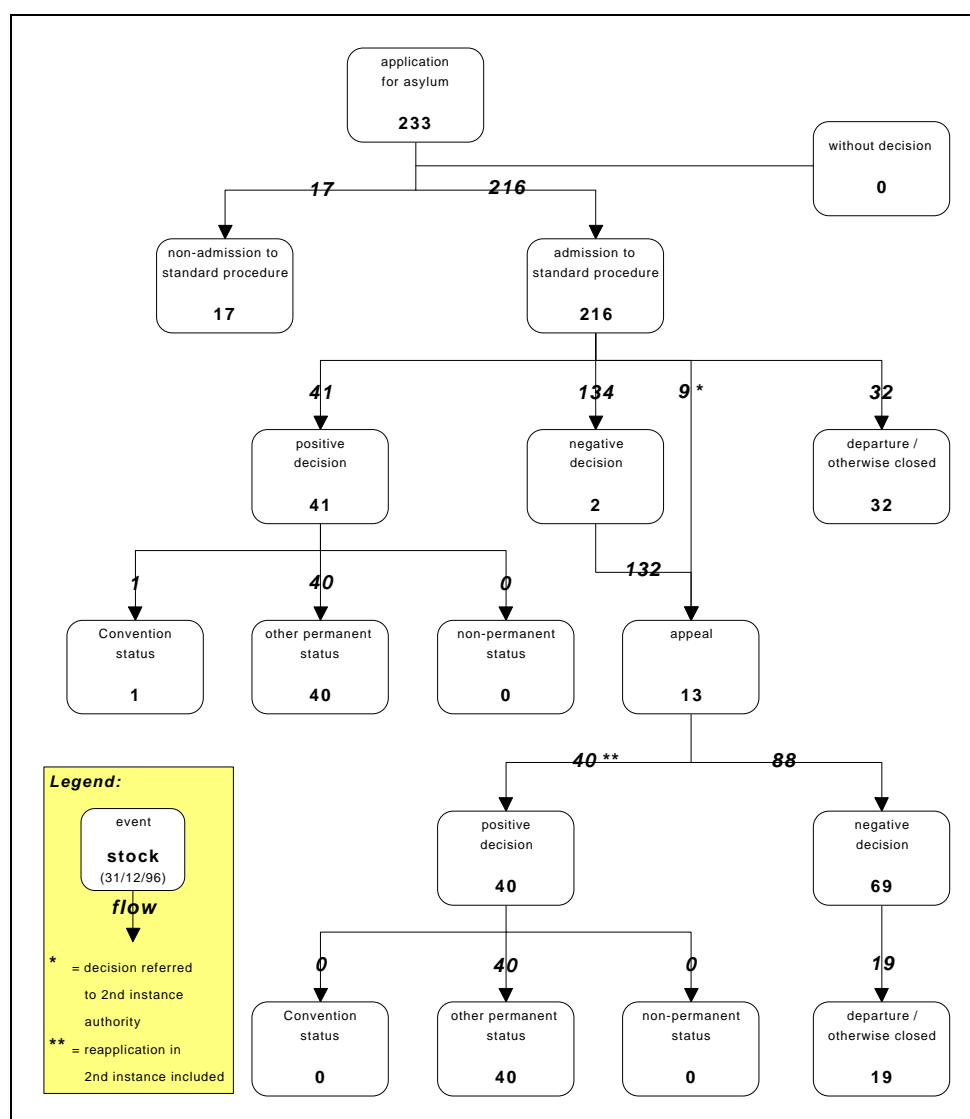 application
for asylum
233
without decision
0
17
216
non-admission to
standard procedure
17
admission to
standard procedure
216
41
134
9 *
32
positive
decision
41
negative
decision
2
departure /
otherwise closed
32
1
40
0
132
Convention
status
1
other permanent
status
40
non-permanent
status
0
appeal
13
40 **
88
Legend:
event
stock
(31/12/96)
flow
* = decision referred
to 2nd instance
authority
** = reapplication in
2nd instance included
positive
decision
40
negative
decision
69
0
40
0
19
Convention
status
0
other permanent
status
40
non-permanent
status
0
departure /
otherwise closed
19